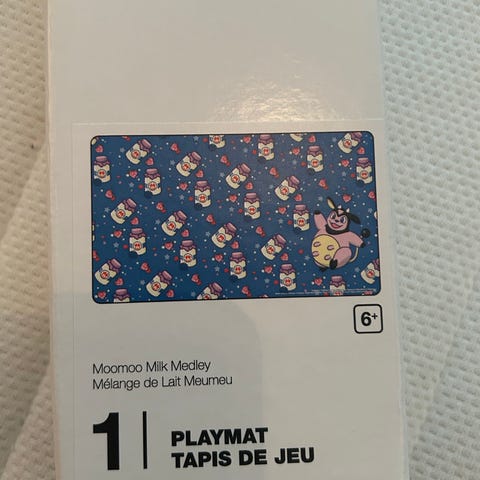 6+
Moomoo Milk Medley
Mélange de Lait Meumeu
1
PLAYMAT
TAPIS DE JEU